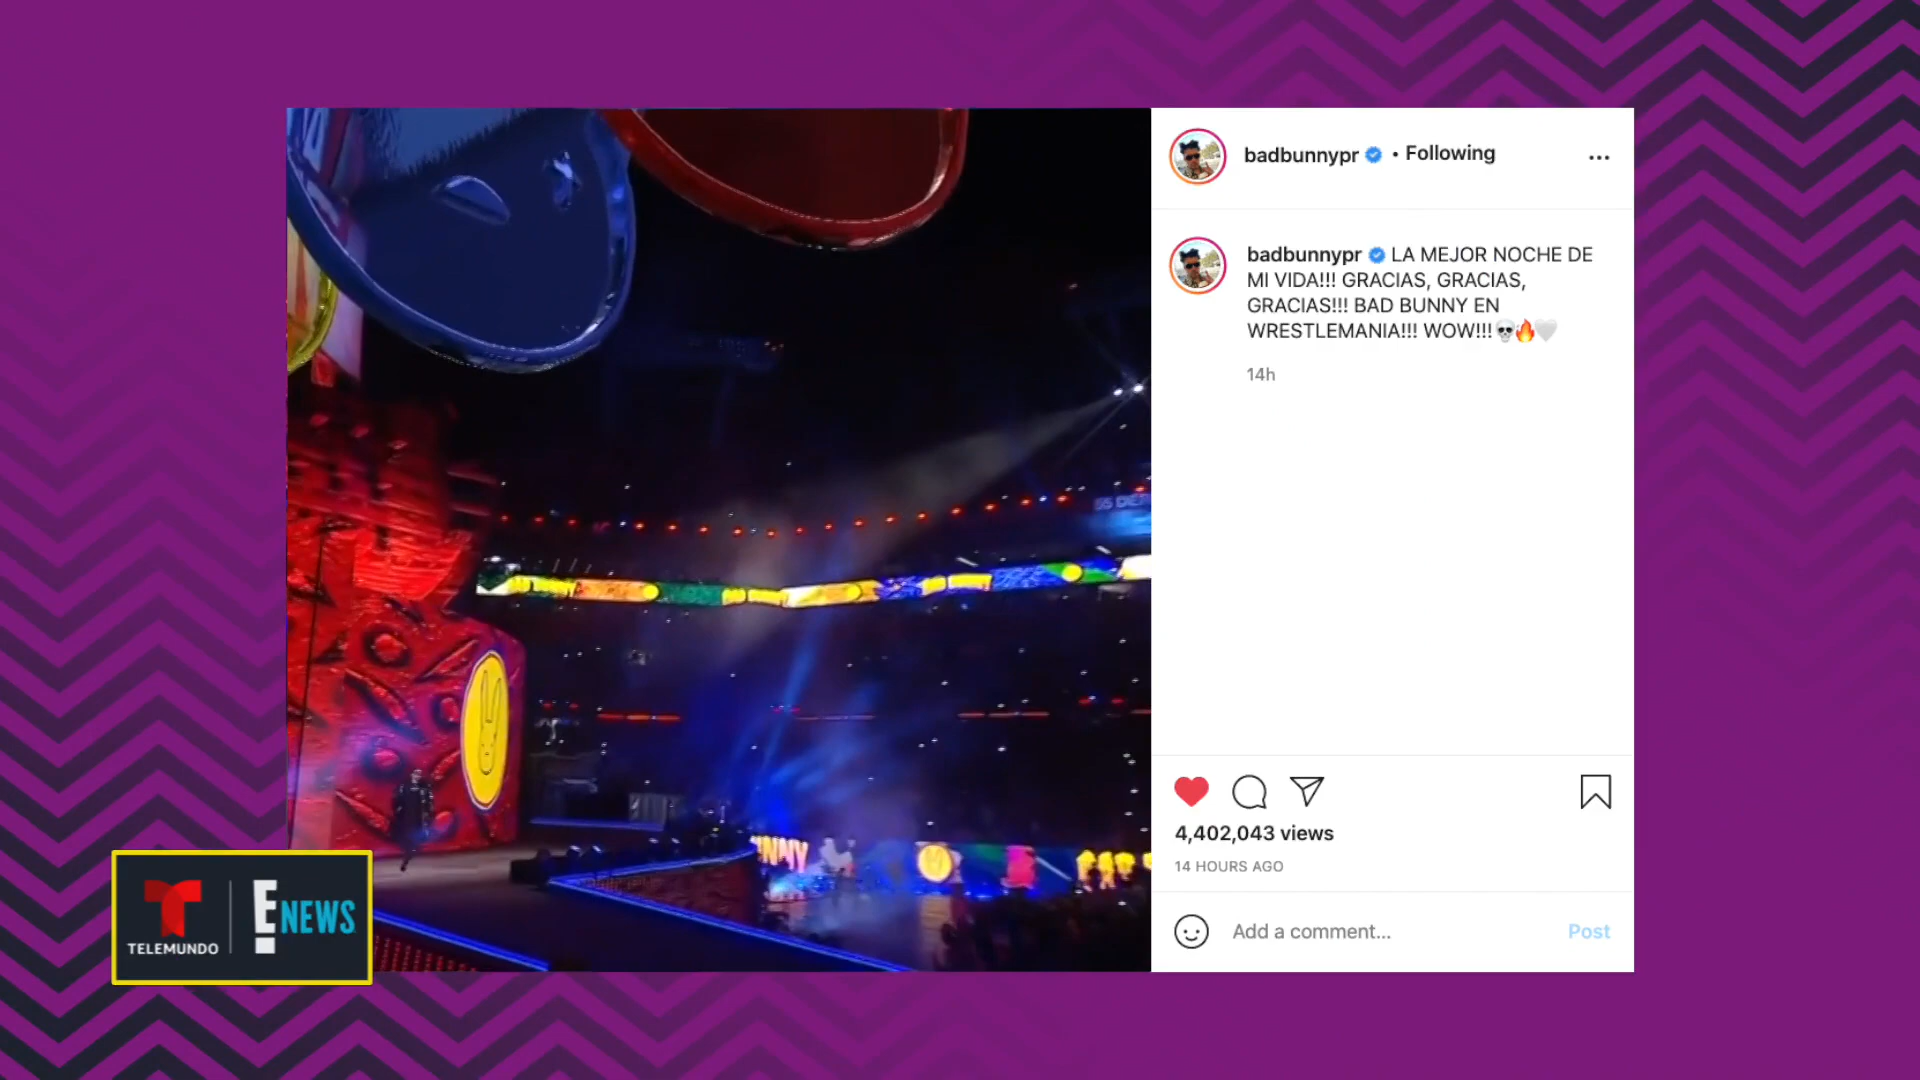 badbunnypr • Following
badbunnypr LA MEJOR NOCHE DE
MI VIDA!!! GRACIAS, GRACIAS,
GRACIAS!!! BAD BUNNY EN
WRESTLEMANIA!!! WOW!!!💀🔥🤍
14h
4,402,043 views
14 HOURS AGO
Add a comment...
Post
TELEMUNDO
E NEWS